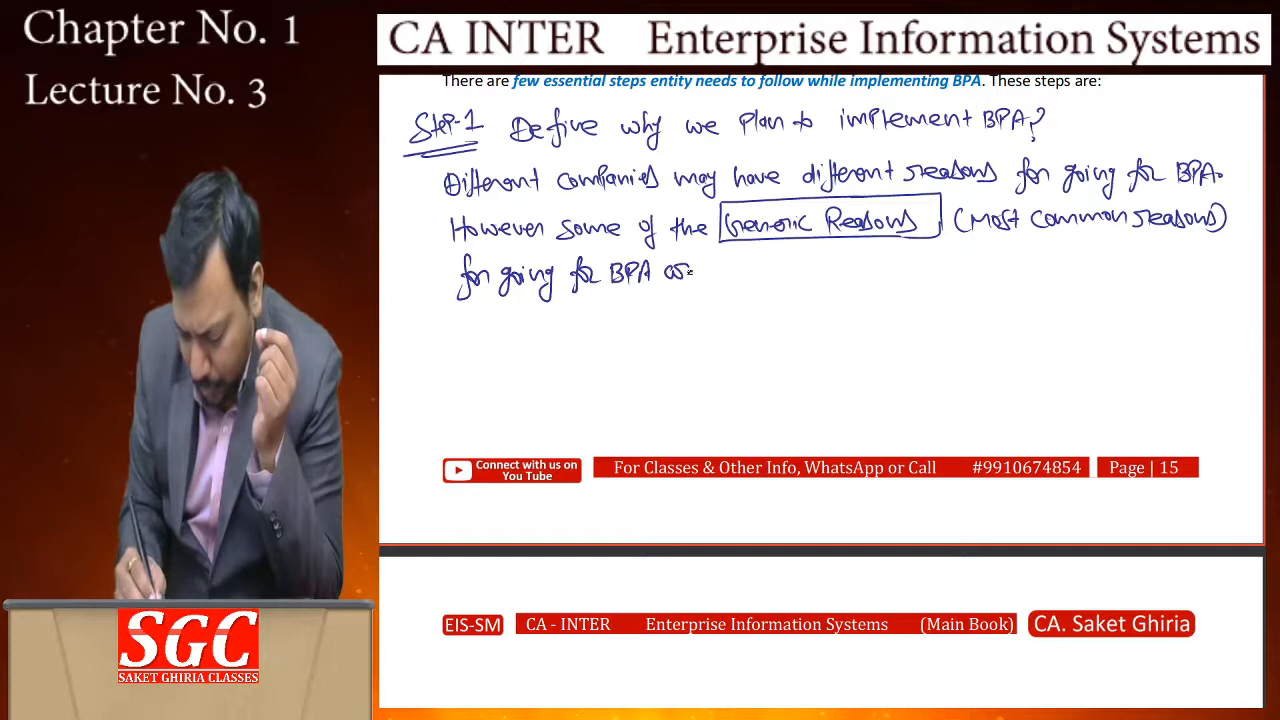 Chapter No. 1
Lecture No. 3
CA INTER Enterprise Information Systems
There are few essential steps entity needs to follow while implementing BPA. These steps are:
Step-1 Define why we plan to implement BPA?
Different companies may have different reasons for going for BPA.
However some of the Generic Reasons (Most common reasons)
for going for BPA
Connect with us on
You Tube
For Classes & Other Info, WhatsApp or Call #9910674854
Page | 15
EIS-SM
CA - INTER Enterprise Information Systems (Main Book)
CA. Saket Ghiria
SGC
SAKET GHIRIA CLASSES